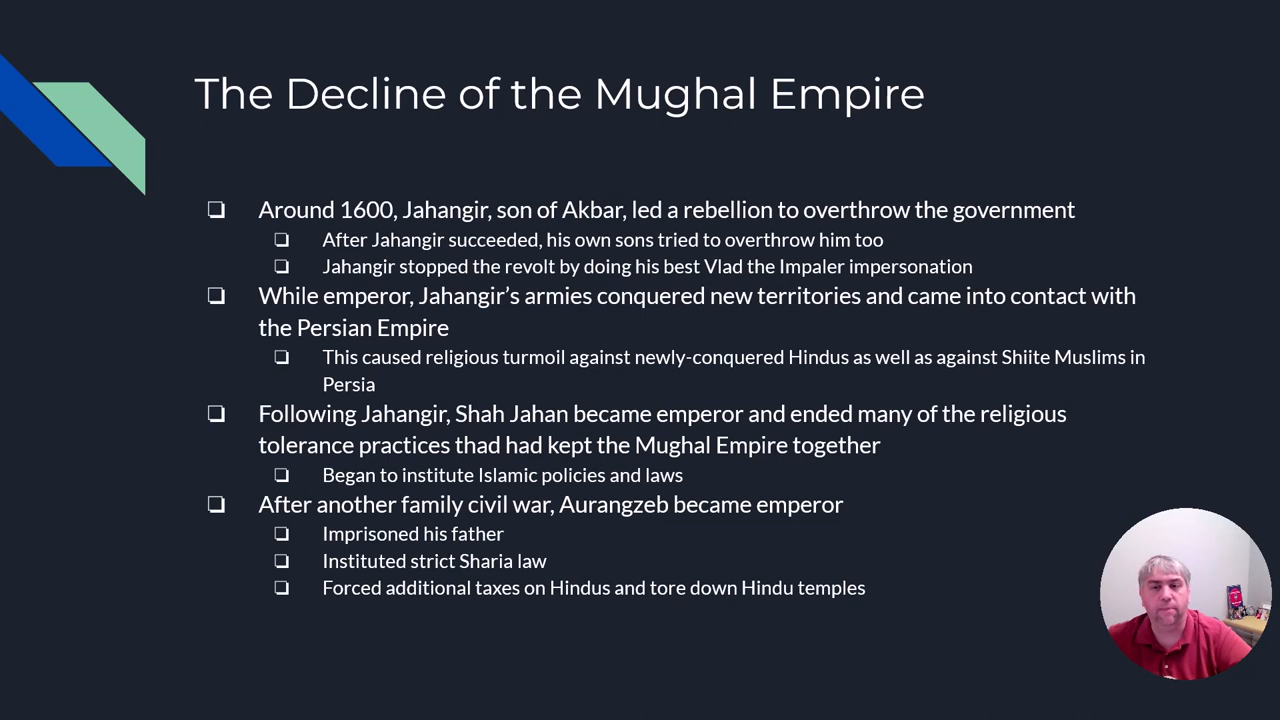 The Decline of the Mughal Empire
Around 1600, Jahangir, son of Akbar, led a rebellion to overthrow the government
After Jahangir succeeded, his own sons tried to overthrow him too
Jahangir stopped the revolt by doing his best Vlad the Impaler impersonation
While emperor, Jahangir's armies conquered new territories and came into contact with
the Persian Empire
This caused religious turmoil against newly-conquered Hindus as well as against Shiite Muslims in
Persia
Following Jahangir, Shah Jahan became emperor and ended many of the religious
tolerance practices thad had kept the Mughal Empire together
Began to institute Islamic policies and laws
After another family civil war, Aurangzeb became emperor
Imprisoned his father
Instituted strict Sharia law
Forced additional taxes on Hindus and tore down Hindu temples